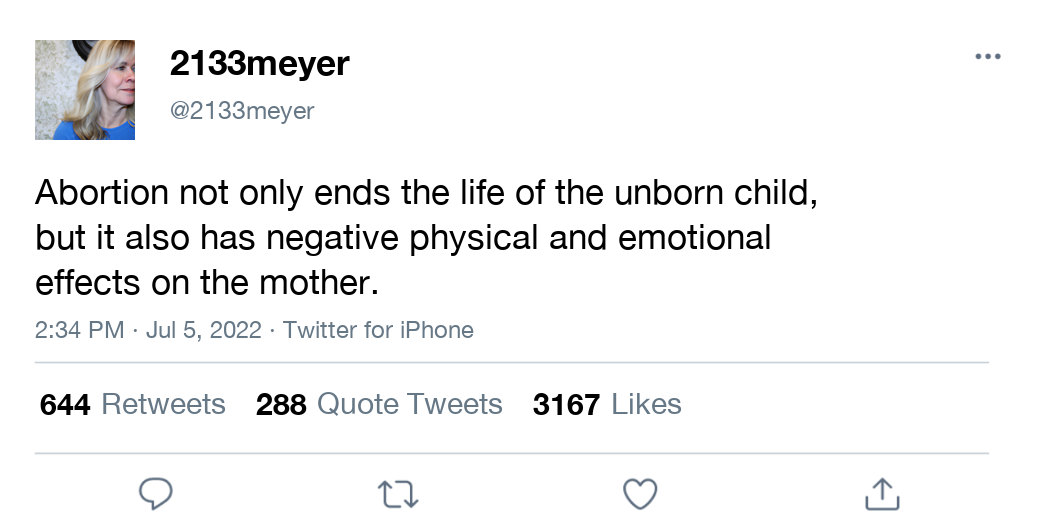 2133meyer
@2133meyer
Abortion not only ends the life of the unborn child,
but it also has negative physical and emotional
effects on the mother.
2:34 PM · Jul 5, 2022 · Twitter for iPhone
644 Retweets 288 Quote Tweets 3167 Likes